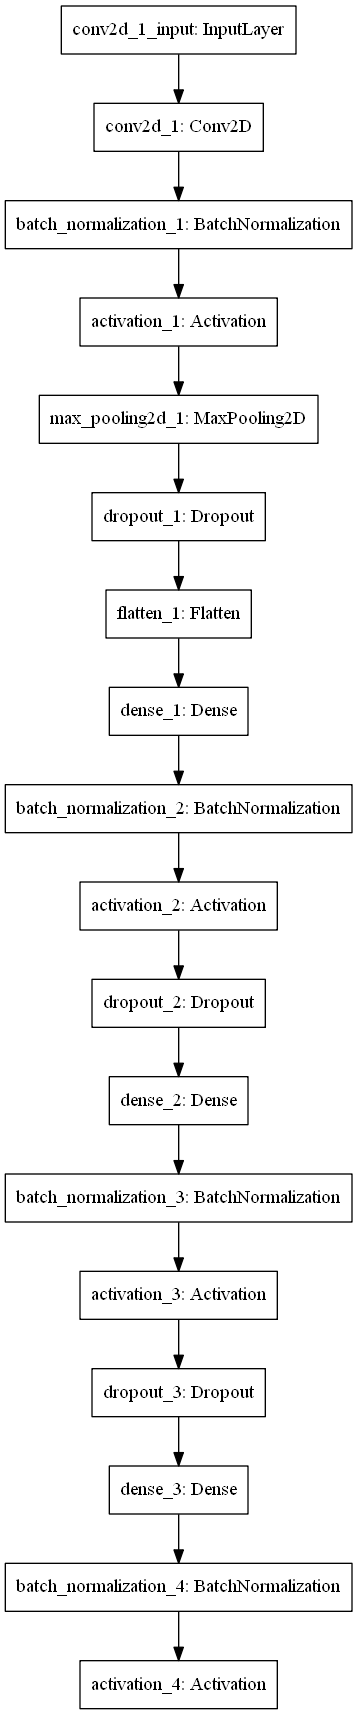 conv2d_1_input: InputLayer
conv2d_1: Conv2D
batch_normalization_1: BatchNormalization
activation_1: Activation
max_pooling2d_1: MaxPooling2D
dropout_1: Dropout
flatten_1: Flatten
dense_1: Dense
batch_normalization_2: BatchNormalization
activation_2: Activation
dropout_2: Dropout
dense_2: Dense
batch_normalization_3: BatchNormalization
activation_3: Activation
dropout_3: Dropout
dense_3: Dense
batch_normalization_4: BatchNormalization
activation_4: Activation